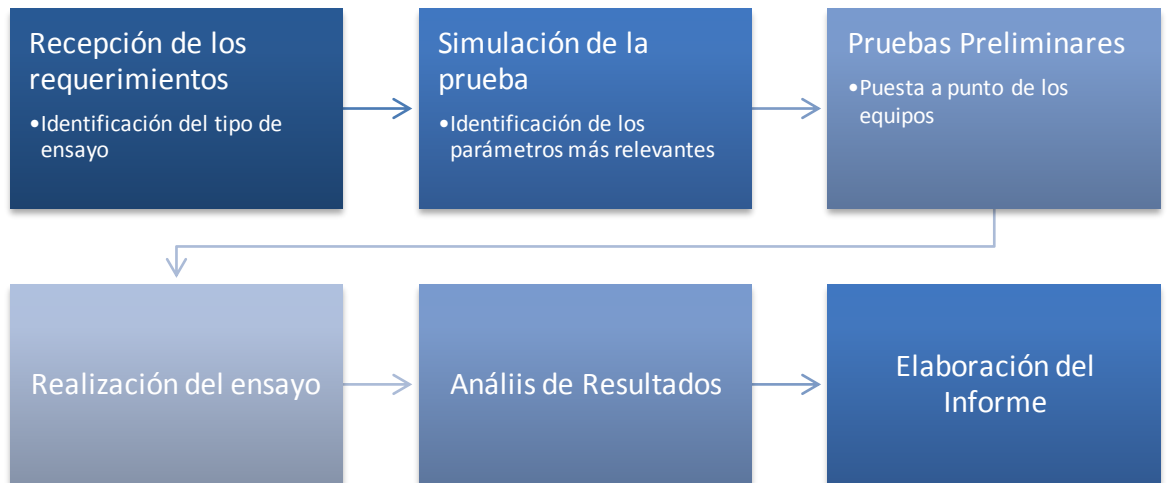 Recepción de los
requerimientos
•Identificación del tipo de
ensayo
Simulación de la
prueba
•Identificación de los
parámetros más relevantes
Pruebas Preliminares
•Puesta a punto de los
equipos
Realización del ensayo
Análiis de Resultados
Elaboración del
Informe